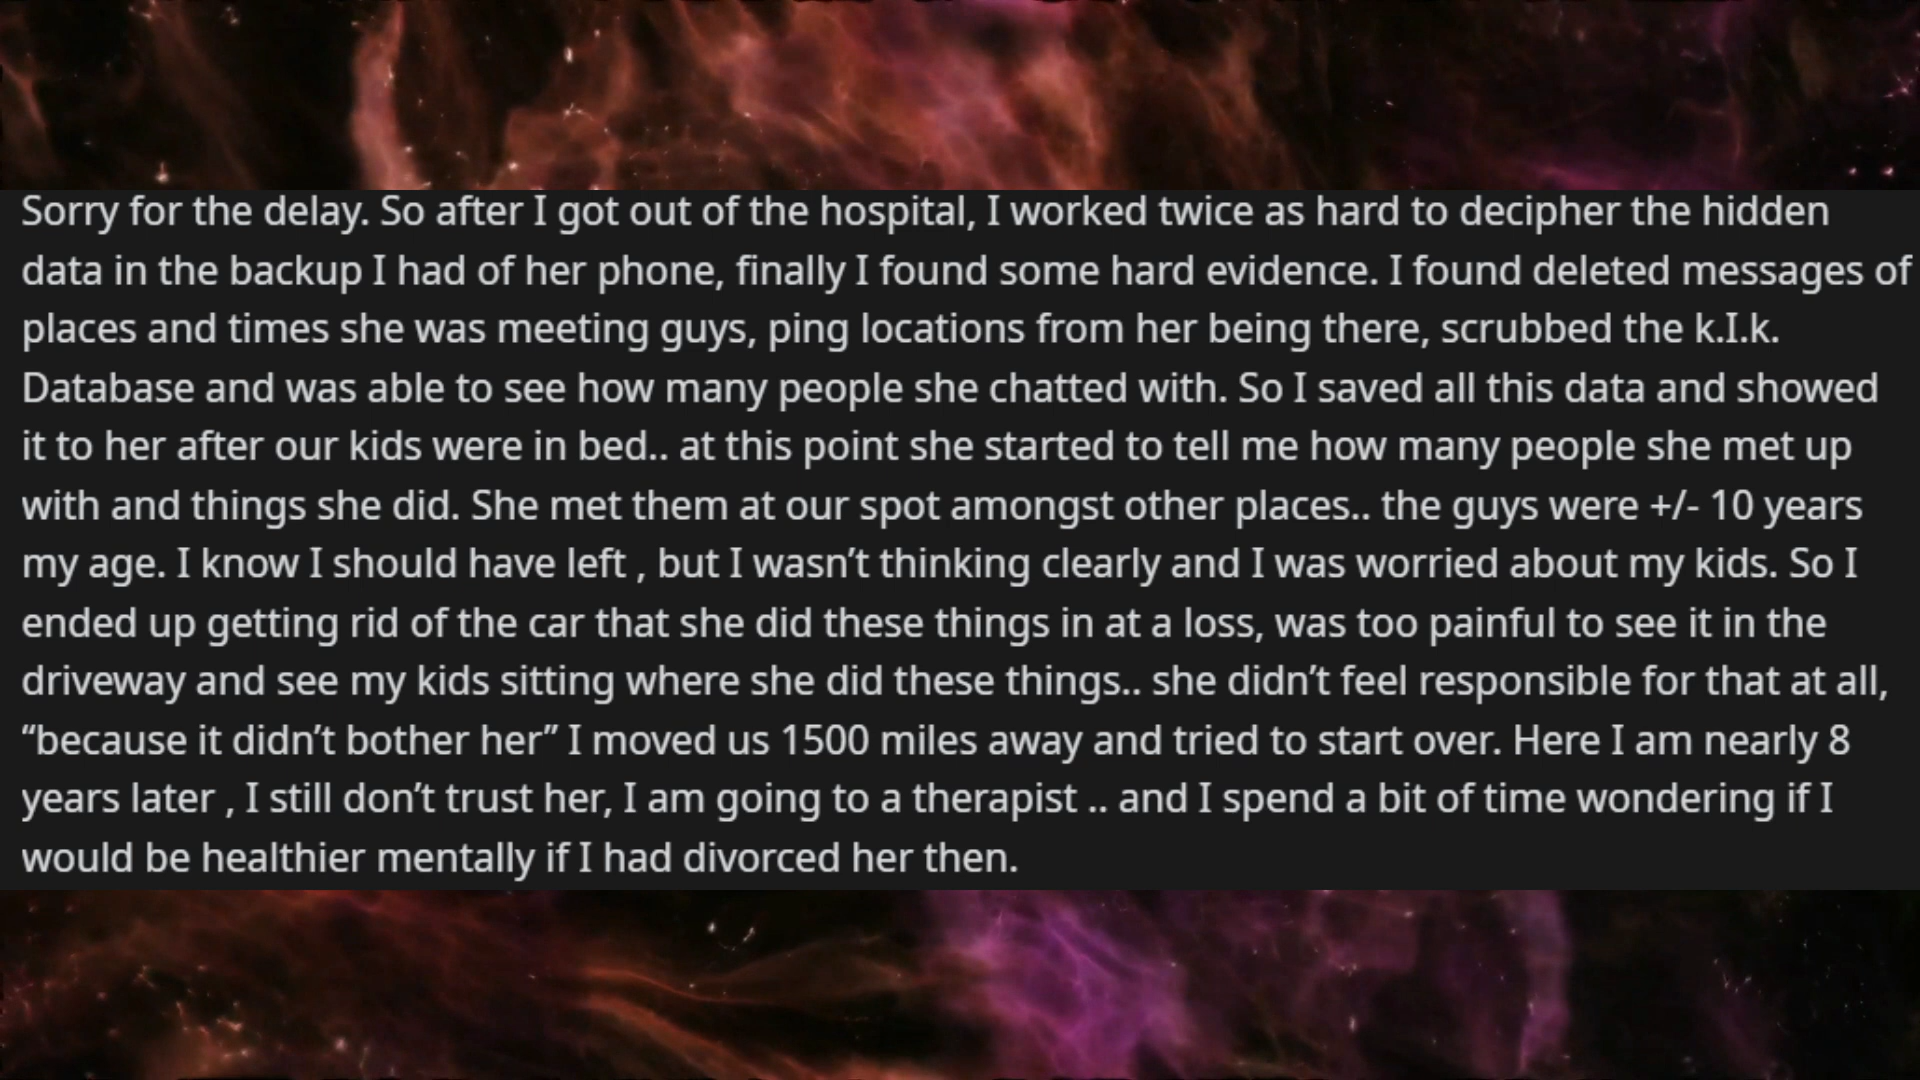 Sorry for the delay. So after I got out of the hospital, I worked twice as hard to decipher the hidden
data in the backup I had of her phone, finally I found some hard evidence. I found deleted messages of
places and times she was meeting guys, ping locations from her being there, scrubbed the k.I.k.
Database and was able to see how many people she chatted with. So I saved all this data and showed
it to her after our kids were in bed.. at this point she started to tell me how many people she met up
with and things she did. She met them at our spot amongst other places.. the guys were +/- 10 years
my age. I know I should have left , but I wasn’t thinking clearly and I was worried about my kids. So I
ended up getting rid of the car that she did these things in at a loss, was too painful to see it in the
driveway and see my kids sitting where she did these things.. she didn’t feel responsible for that at all,
“because it didn’t bother her” I moved us 1500 miles away and tried to start over. Here I am nearly 8
years later , I still don’t trust her, I am going to a therapist .. and I spend a bit of time wondering if I
would be healthier mentally if I had divorced her then.